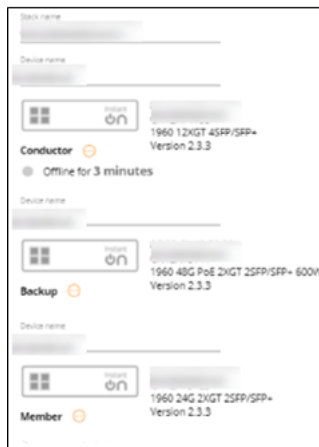 Stack name
Device name
Instant
on
1960 12XGT 4SFP/SFP+
Conductor
Version 2.3.3
Offline for 3 minutes
Device name
Instant
on
1960 48G PoE 2XGT 2SFP/SFP+ 600W
Backup
Version 2.3.3
Device name
Instant
on
1960 24G 2XGT 2SFP/SFP+
Member
Version 2.3.3